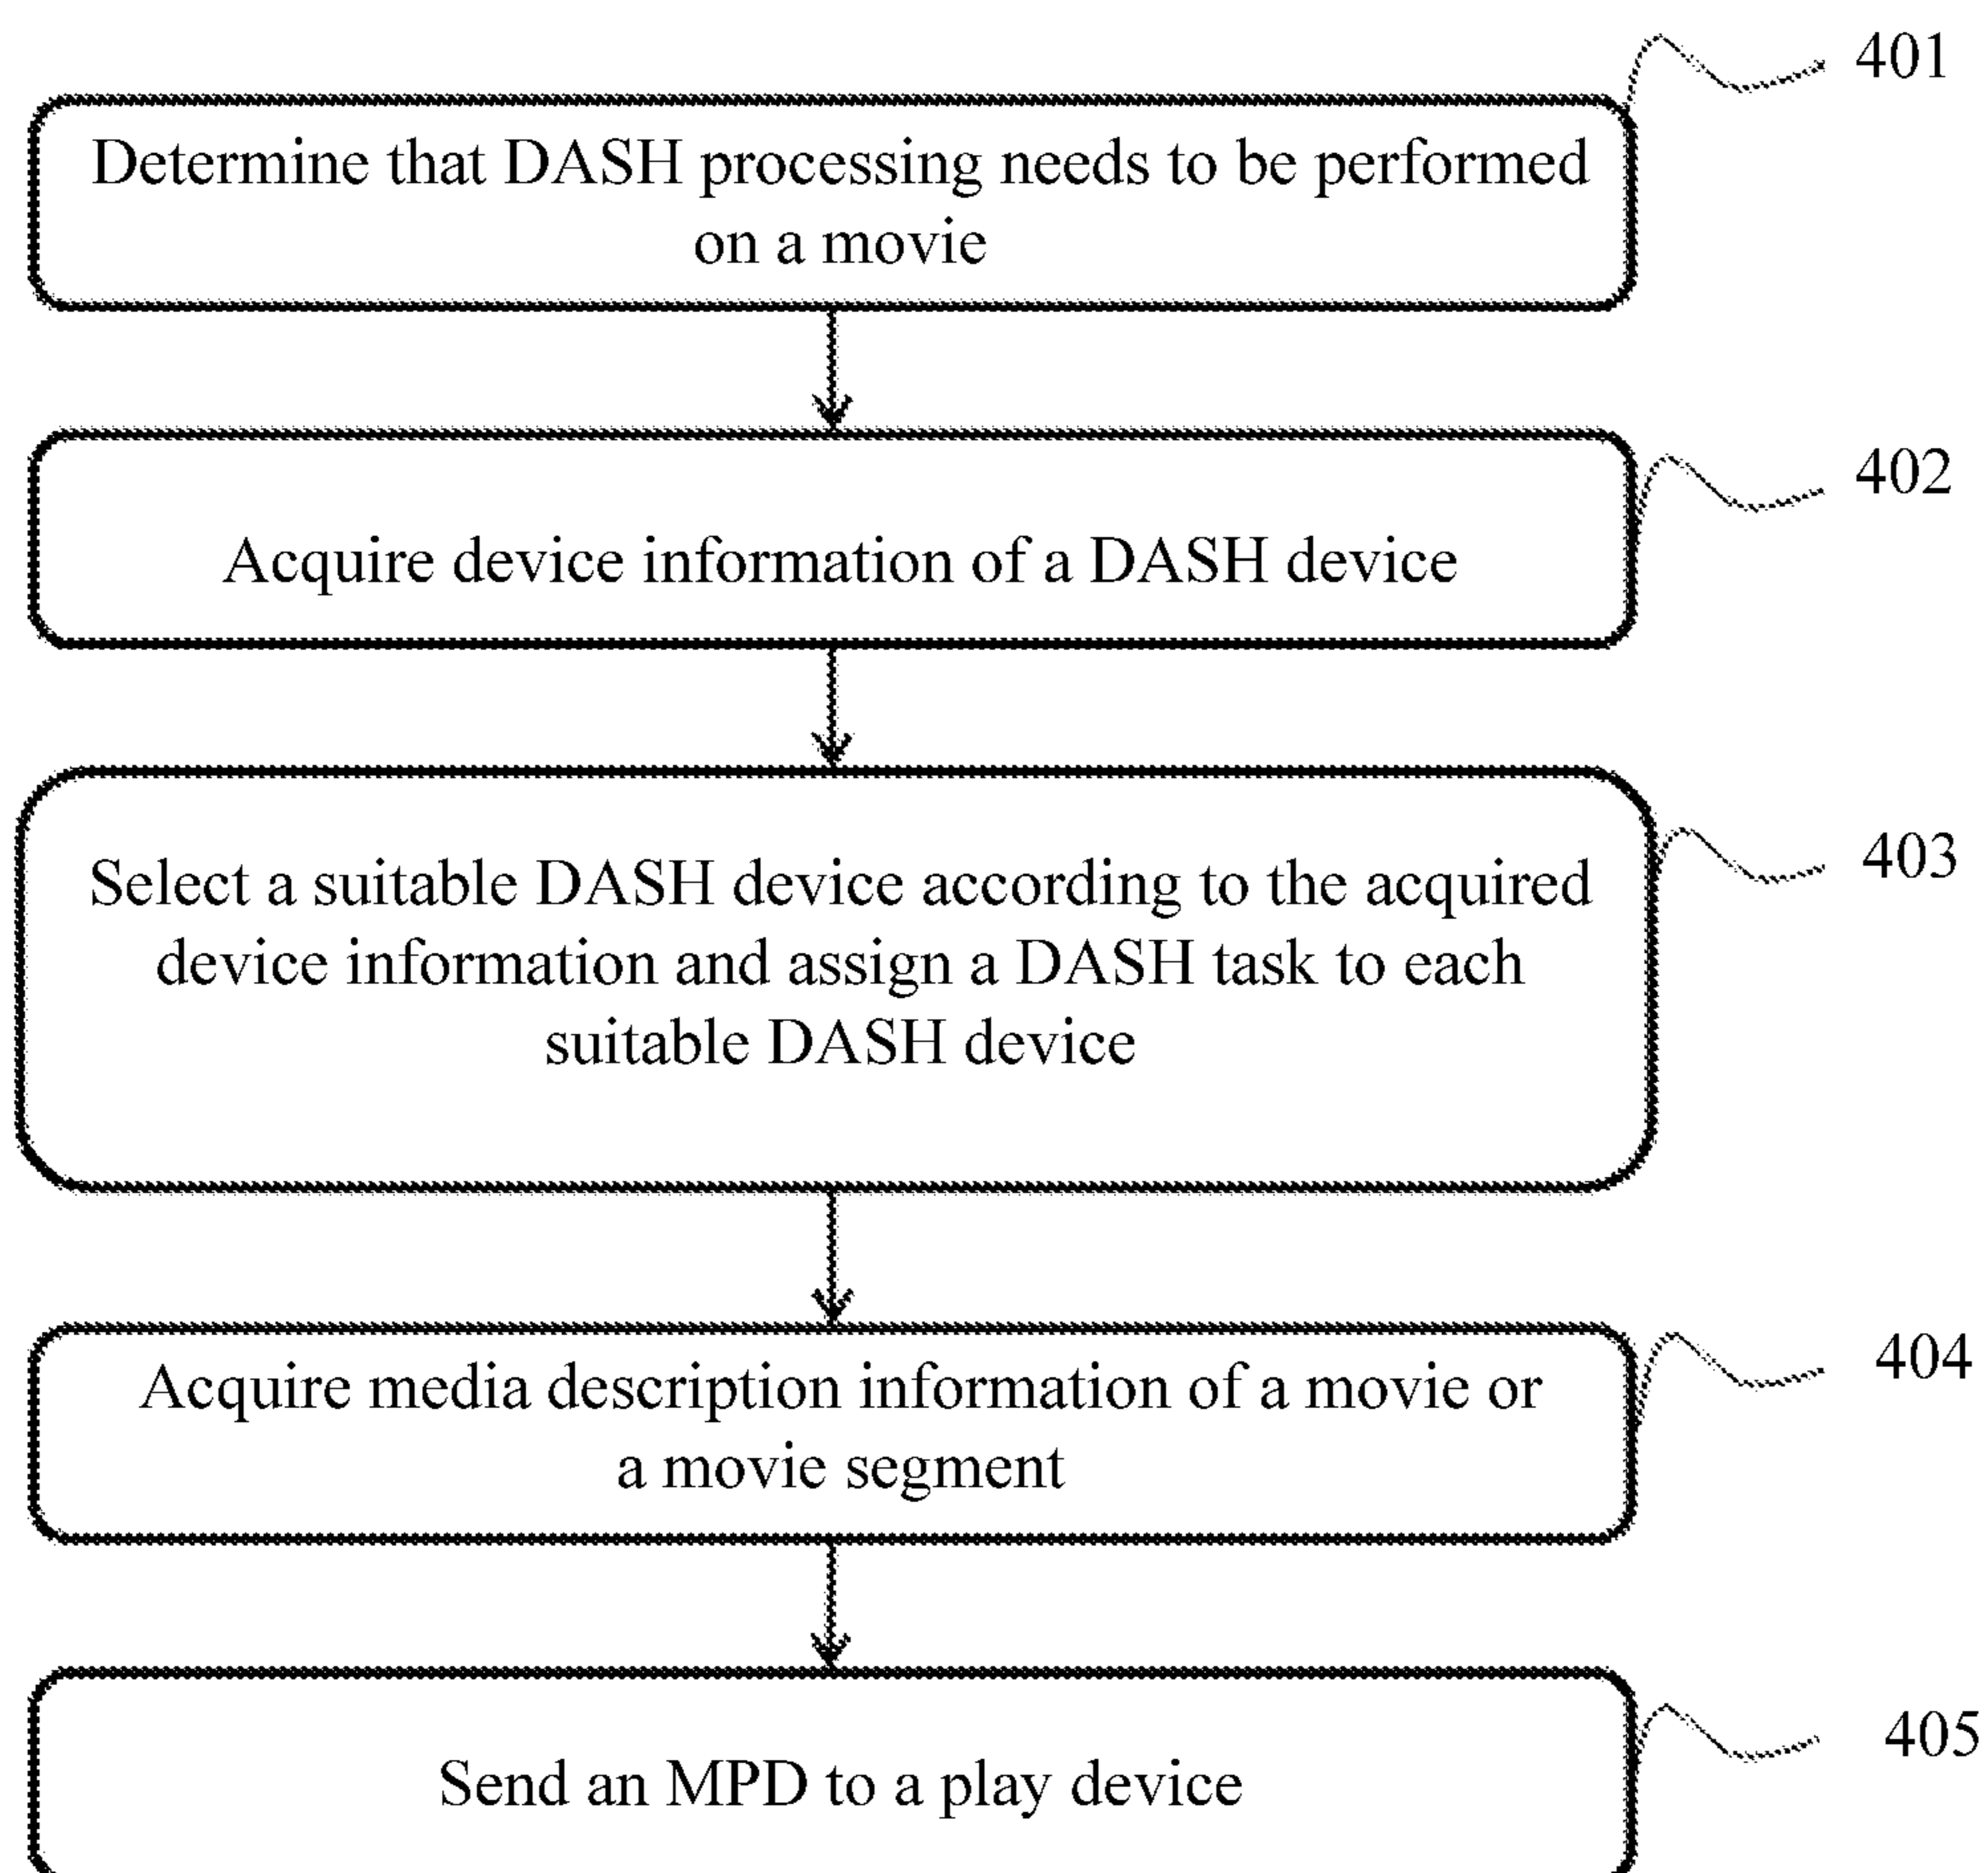 401
Determine that DASH processing needs to be performed
on a movie
402
Acquire device information of a DASH device
403
Select a suitable DASH device according to the acquired
device information and assign a DASH task to each
suitable DASH device
404
Acquire media description information of a movie or
a movie segment
405
Send an MPD to a play device